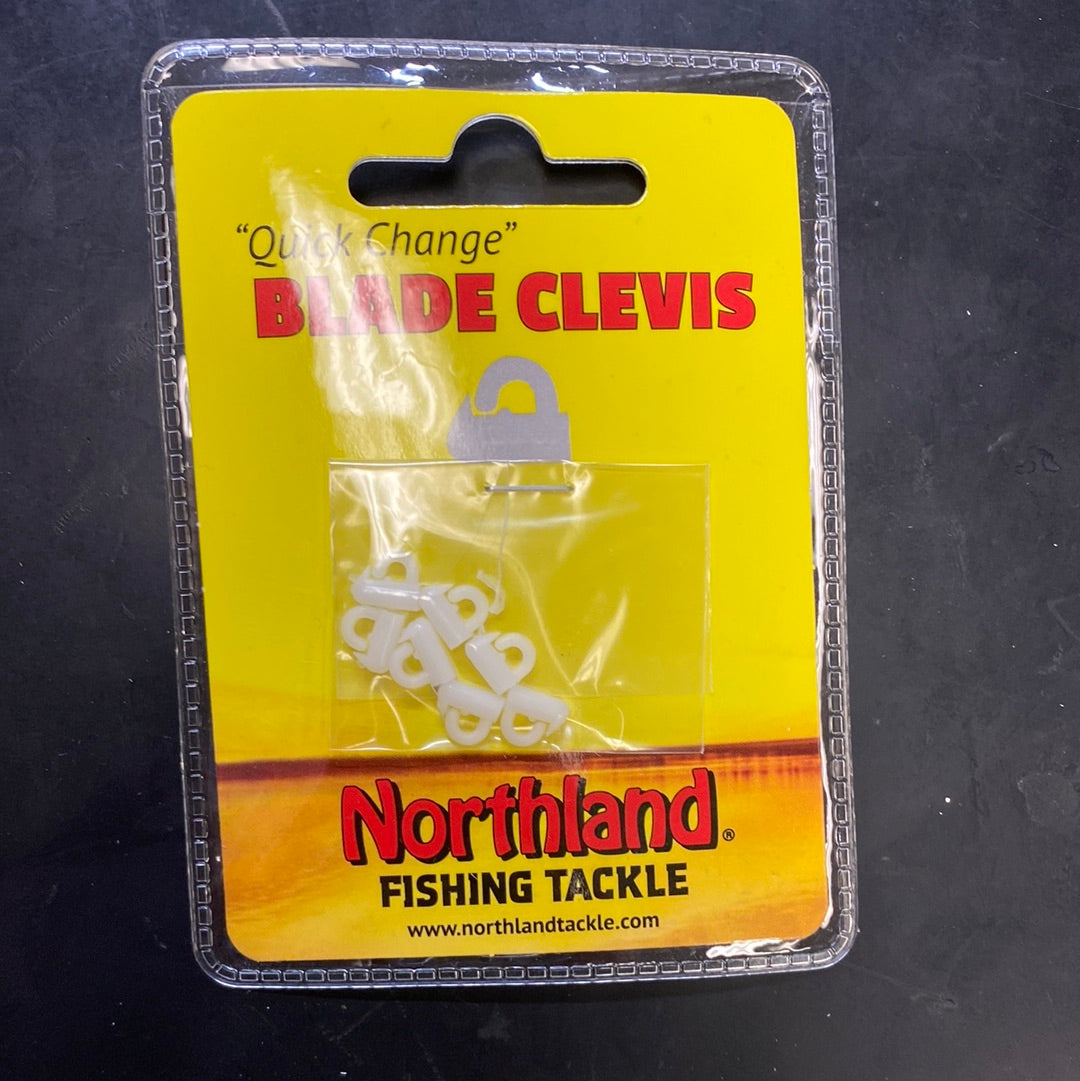 “Quick Change”
BLADE CLEVIS
Northland®
FISHING TACKLE
www.northlandtackle.com